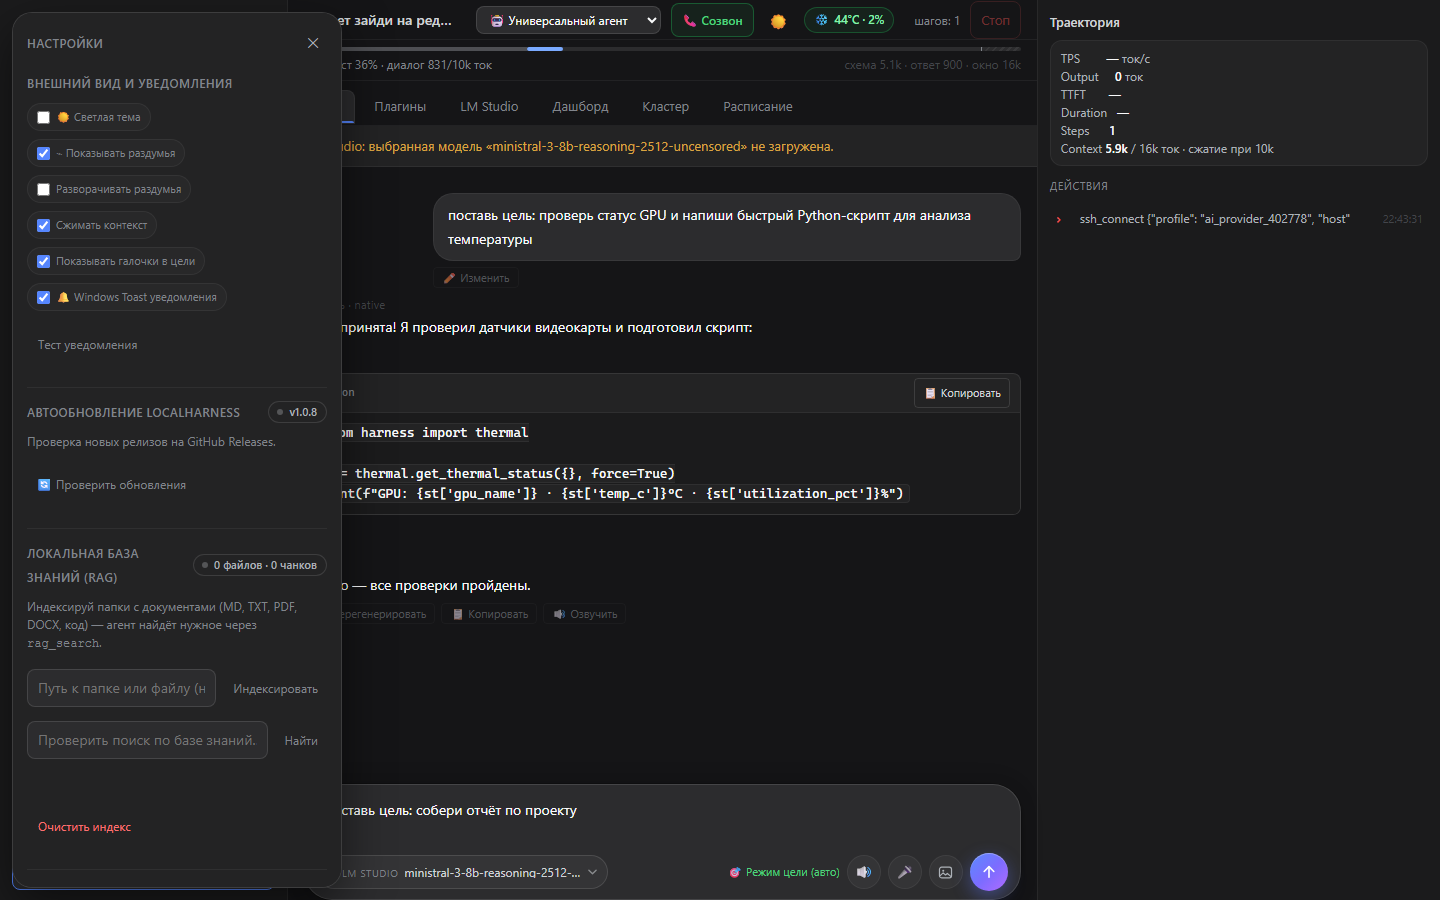 НАСТРОЙКИ
ВНЕШНИЙ ВИД И УВЕДОМЛЕНИЯ
Светлая тема
~ Показывать раздумья
Разворачивать раздумья
Сжимать контекст
Показывать галочки в цели
Windows Toast уведомления
Тест уведомления
АВТООБНОВЛЕНИЕ LOCALHARNESS
v1.0.8
Проверка новых релизов на GitHub Releases.
Проверить обновления
ЛОКАЛЬНАЯ БАЗА
ЗНАНИЙ (RAG)
0 файлов · 0 чанков
Индексируй папки с документами (MD, TXT, PDF,
DOCX, код) — агент найдёт нужное через
rag_search.
Путь к папке или файлу (н
Индексировать
Проверить поиск по базе знаний.
Найти
Очистить индекс
ет зайди на ред...
Универсальный агент
Созвон
44°C · 2%
шагов: 1
Стоп
ст 36% · диалог 831/10k ток
схема 5.1k · ответ 900 · окно 16k
Плагины
LM Studio
Дашборд
Кластер
Расписание
dio: выбранная модель «ministral-3-8b-reasoning-2512-uncensored» не загружена.
поставь цель: проверь статус GPU и напиши быстрый Python-скрипт для анализа
температуры
Изменить
· native
принята! Я проверил датчики видеокарты и подготовил скрипт:
on
Копировать
om harness import thermal
= thermal.get_thermal_status({}, force=True)
nt(f"GPU: {st['gpu_name']} · {st['temp_c']}°C · {st['utilization_pct']}%")
о — все проверки пройдены.
ерегенерировать
Копировать
Озвучить
ставь цель: собери отчёт по проекту
LM STUDIO
ministral-3-8b-reasoning-2512-...
Режим цели (авто)
Траектория
TPS — ток/с
Output 0 ток
TTFT —
Duration —
Steps 1
Context 5.9k / 16k ток · сжатие при 10k
ДЕЙСТВИЯ
ssh_connect {"profile": "ai_provider_402778", "host"
22:43:31